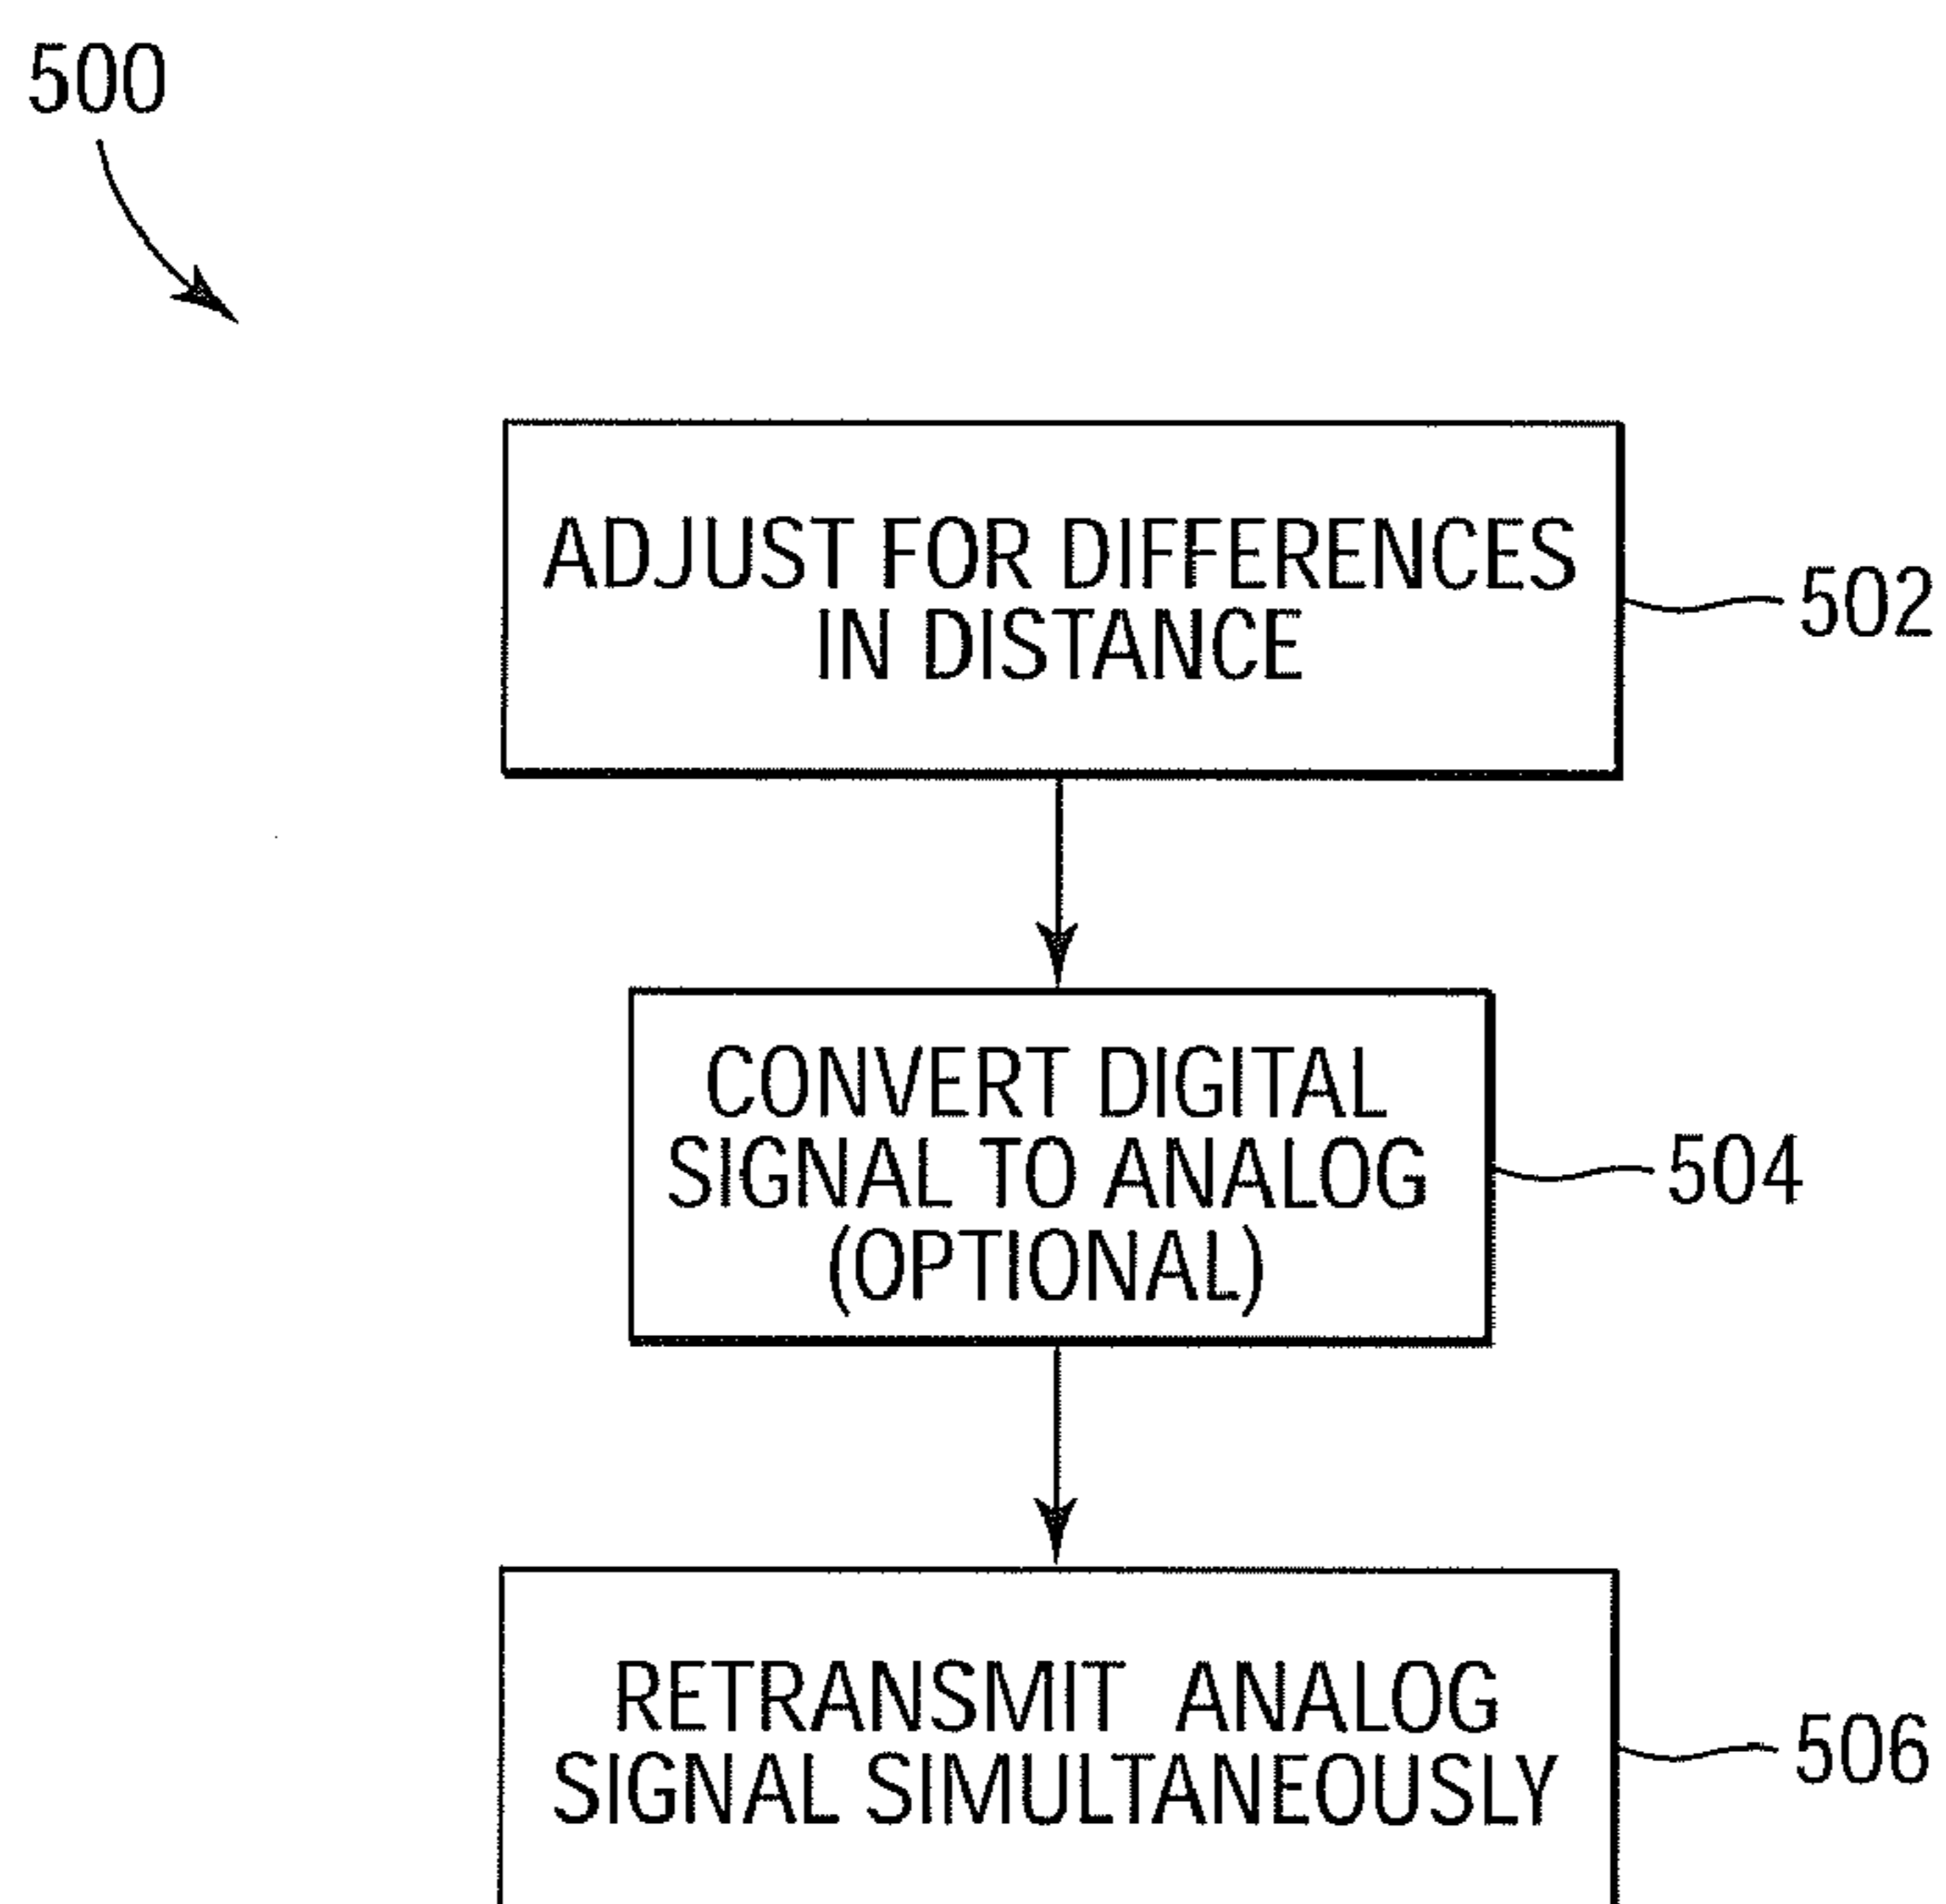 500
ADJUST FOR DIFFERENCES
IN DISTANCE
502
CONVERT DIGITAL
SIGNAL TO ANALOG
(OPTIONAL)
504
RETRANSMIT ANALOG
SIGNAL SIMULTANEOUSLY
506